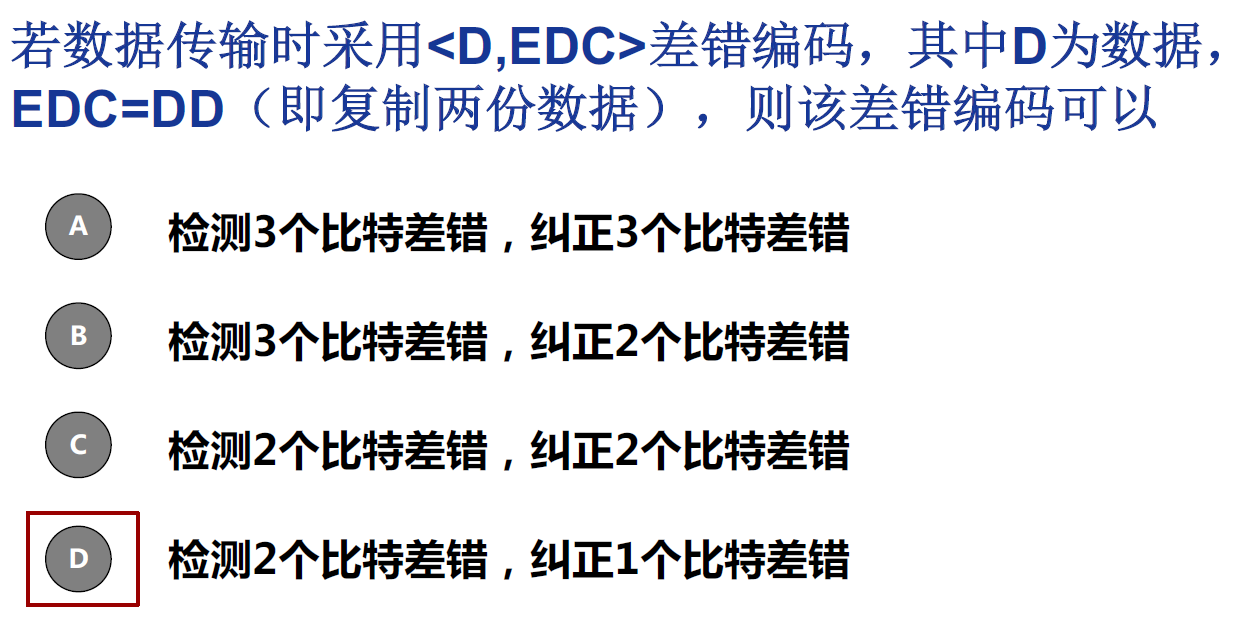 若数据传输时采用<D,EDC>差错编码，其中D为数据，
EDC=DD（即复制两份数据），则该差错编码可以
A 检测3个比特差错，纠正3个比特差错
B 检测3个比特差错，纠正2个比特差错
C 检测2个比特差错，纠正2个比特差错
D 检测2个比特差错，纠正1个比特差错